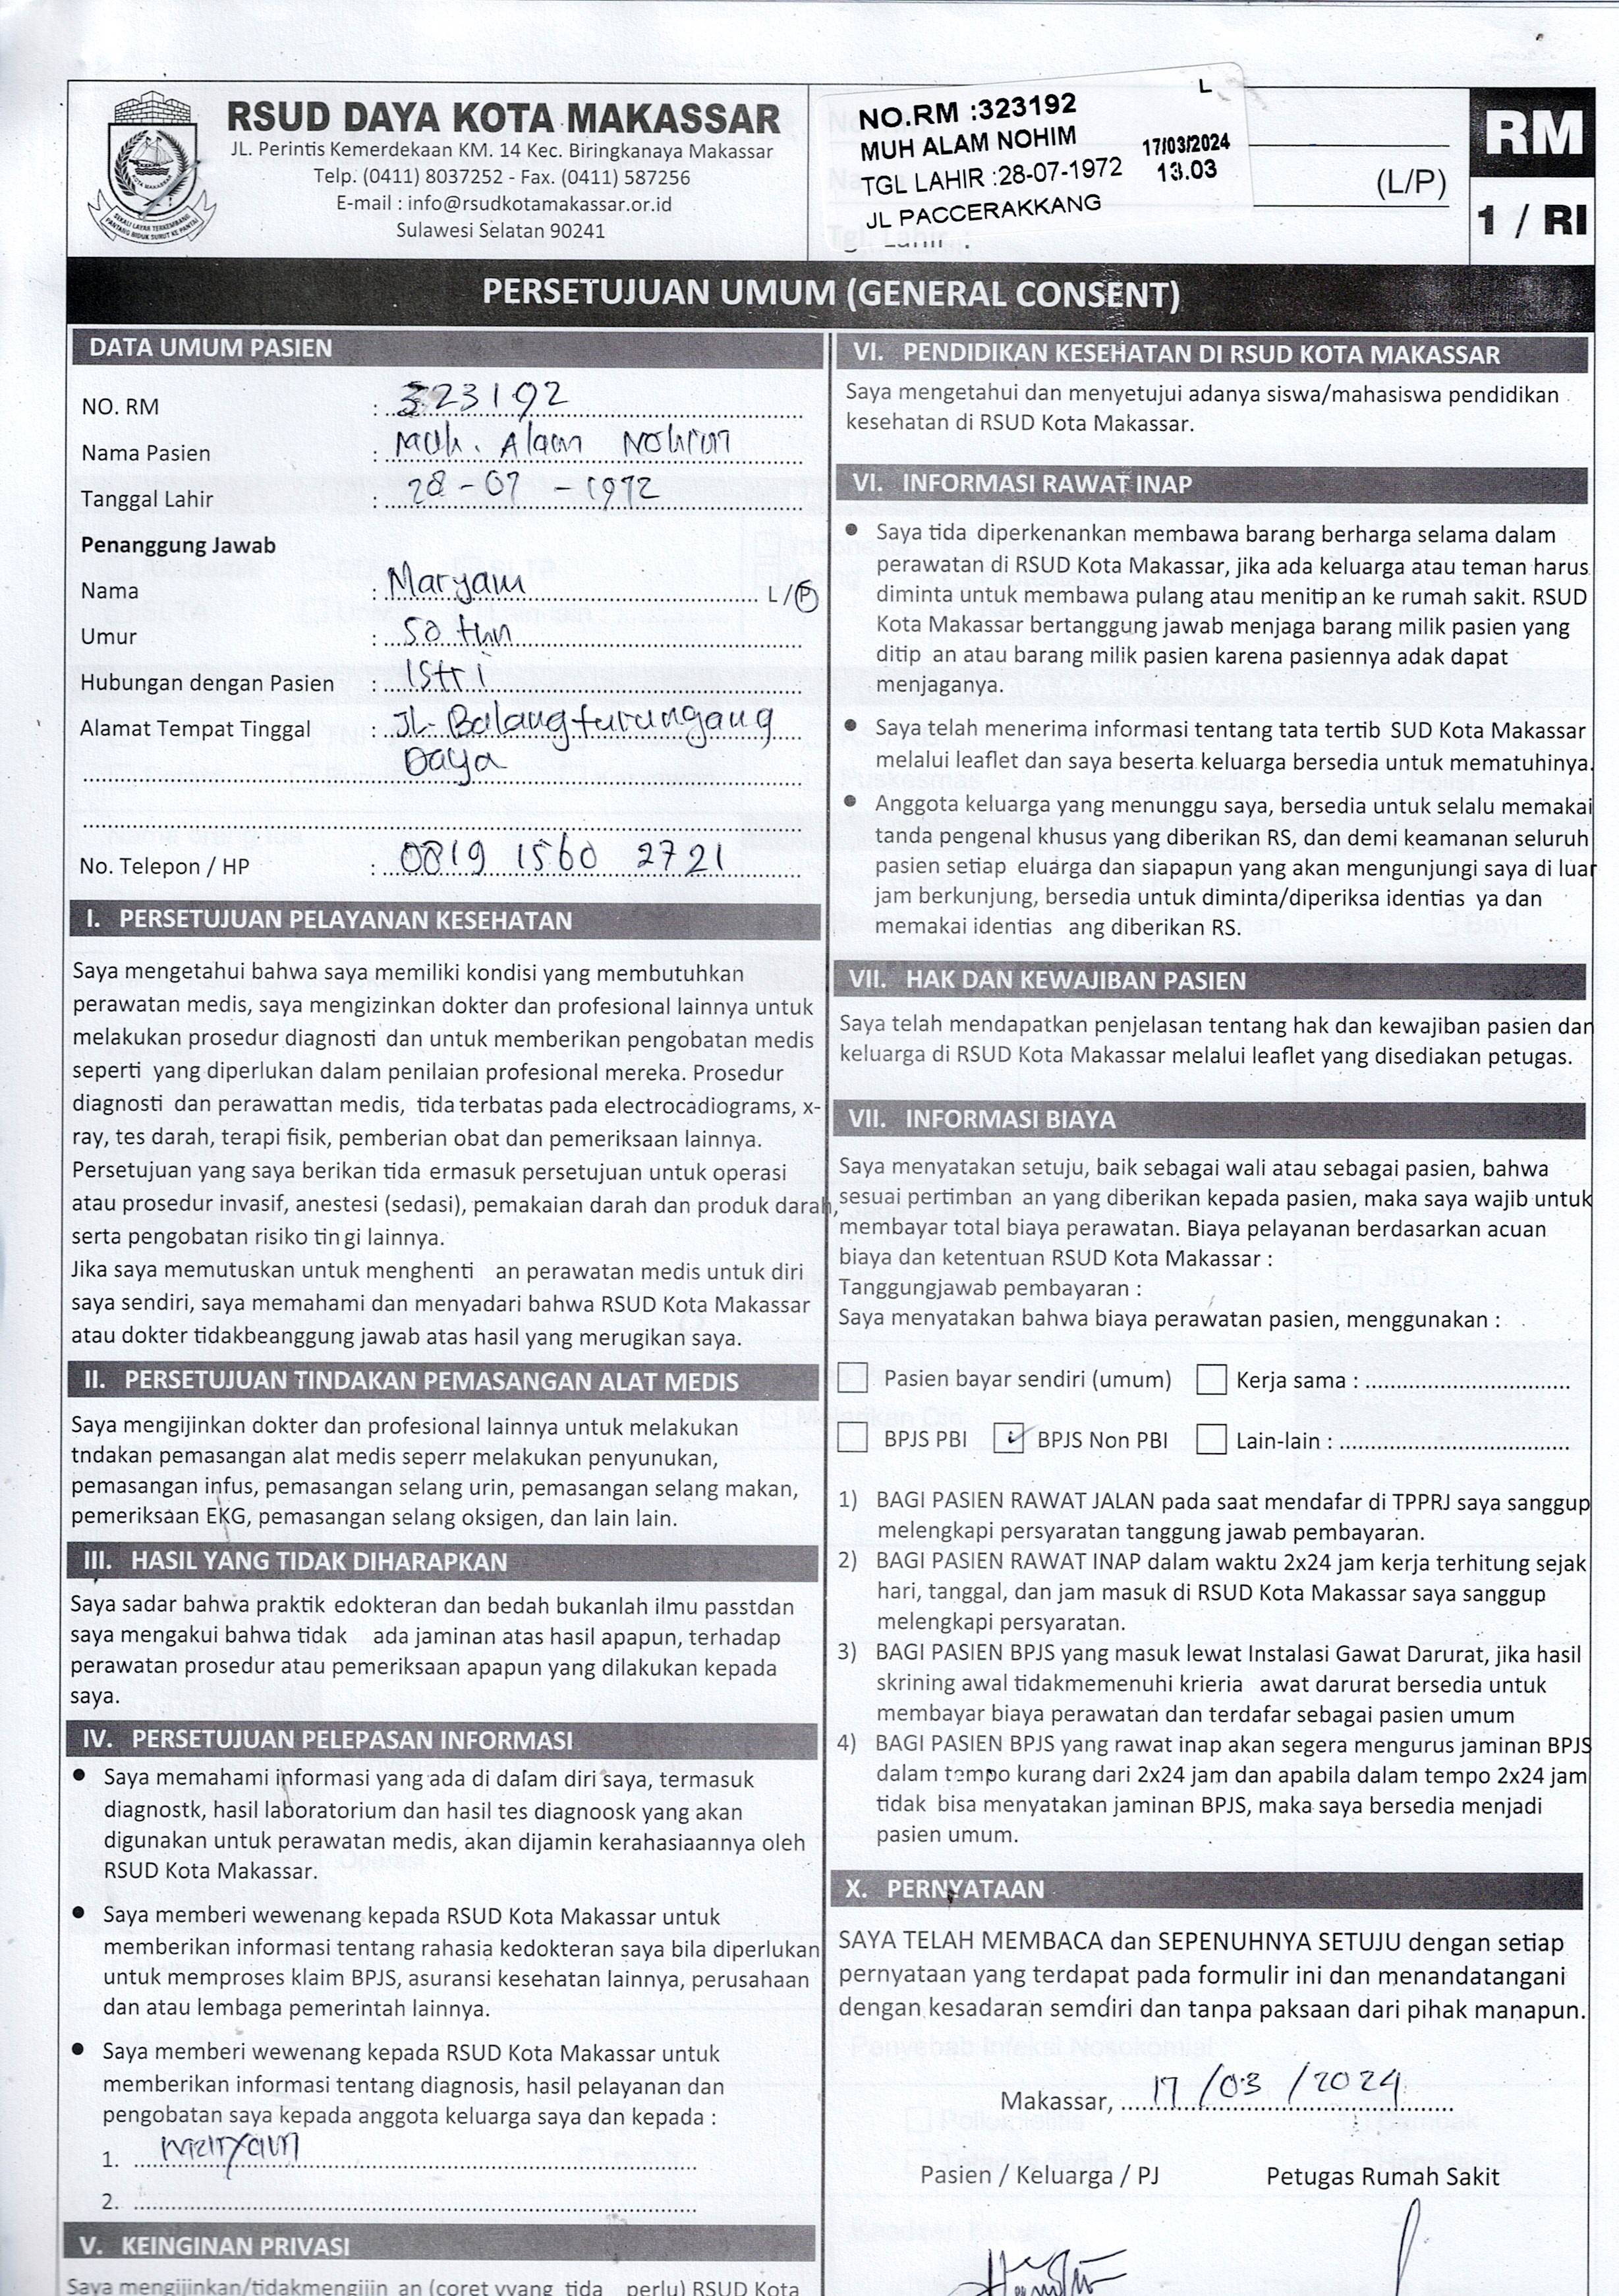 RSUD DAYA KOTA MAKASSAR
JL. Perintis Kemerdekaan KM. 14 Kec. Biringkanaya Makassar
Telp. (0411) 8037252 - Fax. (0411) 587256
E-mail : info@rsudkotamakassar.or.id
Sulawesi Selatan 90241
L
NO.RM :323192
MUH ALAM NOHIM 17/03/2024
TGL LAHIR :28-07-1972 13.03
JL PACCERAKKANG
(L/P)
RM
1 / RI
PERSETUJUAN UMUM (GENERAL CONSENT)
DATA UMUM PASIEN
NO. RM : 323192
Nama Pasien : Muh. Alam Nohim
Tanggal Lahir : 28 - 07 - 1972
Penanggung Jawab
Nama : Maryam L/P
Umur : 50 thn
Hubungan dengan Pasien : Istri
Alamat Tempat Tinggal : Jl. Balangturungang
Daya
No. Telepon / HP : 0819 1560 2721
I. PERSETUJUAN PELAYANAN KESEHATAN
Saya mengetahui bahwa saya memiliki kondisi yang membutuhkan
perawatan medis, saya mengizinkan dokter dan profesional lainnya untuk
melakukan prosedur diagnosti dan untuk memberikan pengobatan medis
seperti yang diperlukan dalam penilaian profesional mereka. Prosedur
diagnosti dan perawattan medis, tida terbatas pada electrocadiograms, x-
ray, tes darah, terapi fisik, pemberian obat dan pemeriksaan lainnya.
Persetujuan yang saya berikan tida ermasuk persetujuan untuk operasi
atau prosedur invasif, anestesi (sedasi), pemakaian darah dan produk darah,
serta pengobatan risiko tin gi lainnya.
Jika saya memutuskan untuk menghenti an perawatan medis untuk diri
saya sendiri, saya memahami dan menyadari bahwa RSUD Kota Makassar
atau dokter tidakbeanggung jawab atas hasil yang merugikan saya.
II. PERSETUJUAN TINDAKAN PEMASANGAN ALAT MEDIS
Saya mengijinkan dokter dan profesional lainnya untuk melakukan
tndakan pemasangan alat medis seperr melakukan penyunukan,
pemasangan infus, pemasangan selang urin, pemasangan selang makan,
pemeriksaan EKG, pemasangan selang oksigen, dan lain lain.
III. HASIL YANG TIDAK DIHARAPKAN
Saya sadar bahwa praktik edokteran dan bedah bukanlah ilmu passtdan
saya mengakui bahwa tidak ada jaminan atas hasil apapun, terhadap
perawatan prosedur atau pemeriksaan apapun yang dilakukan kepada
saya.
IV. PERSETUJUAN PELEPASAN INFORMASI
● Saya memahami informasi yang ada di dalam diri saya, termasuk
diagnostk, hasil laboratorium dan hasil tes diagnoosk yang akan
digunakan untuk perawatan medis, akan dijamin kerahasiaannya oleh
RSUD Kota Makassar.
● Saya memberi wewenang kepada RSUD Kota Makassar untuk
memberikan informasi tentang rahasia kedokteran saya bila diperlukan
untuk memproses klaim BPJS, asuransi kesehatan lainnya, perusahaan
dan atau lembaga pemerintah lainnya.
● Saya memberi wewenang kepada RSUD Kota Makassar untuk
memberikan informasi tentang diagnosis, hasil pelayanan dan
pengobatan saya kepada anggota keluarga saya dan kepada :
1. Maryam
2.
V. KEINGINAN PRIVASI
Saya mengijinkan/tidakmengijin an (coret yyang tida perlu) RSUD Kota
VI. PENDIDIKAN KESEHATAN DI RSUD KOTA MAKASSAR
Saya mengetahui dan menyetujui adanya siswa/mahasiswa pendidikan
kesehatan di RSUD Kota Makassar.
VI. INFORMASI RAWAT INAP
● Saya tida diperkenankan membawa barang berharga selama dalam
perawatan di RSUD Kota Makassar, jika ada keluarga atau teman harus
diminta untuk membawa pulang atau menitip an ke rumah sakit. RSUD
Kota Makassar bertanggung jawab menjaga barang milik pasien yang
ditip an atau barang milik pasien karena pasiennya adak dapat
menjaganya.
● Saya telah menerima informasi tentang tata tertib SUD Kota Makassar
melalui leaflet dan saya beserta keluarga bersedia untuk mematuhinya.
● Anggota keluarga yang menunggu saya, bersedia untuk selalu memakai
tanda pengenal khusus yang diberikan RS, dan demi keamanan seluruh
pasien setiap eluarga dan siapapun yang akan mengunjungi saya di luar
jam berkunjung, bersedia untuk diminta/diperiksa identias ya dan
memakai identias ang diberikan RS.
VII. HAK DAN KEWAJIBAN PASIEN
Saya telah mendapatkan penjelasan tentang hak dan kewajiban pasien dan
keluarga di RSUD Kota Makassar melalui leaflet yang disediakan petugas.
VII. INFORMASI BIAYA
Saya menyatakan setuju, baik sebagai wali atau sebagai pasien, bahwa
sesuai pertimban an yang diberikan kepada pasien, maka saya wajib untuk
membayar total biaya perawatan. Biaya pelayanan berdasarkan acuan
biaya dan ketentuan RSUD Kota Makassar :
Tanggungjawab pembayaran :
Saya menyatakan bahwa biaya perawatan pasien, menggunakan :
Pasien bayar sendiri (umum) Kerja sama :
BPJS PBI ✓ BPJS Non PBI Lain-lain :
1) BAGI PASIEN RAWAT JALAN pada saat mendafar di TPPRJ saya sanggup
melengkapi persyaratan tanggung jawab pembayaran.
2) BAGI PASIEN RAWAT INAP dalam waktu 2x24 jam kerja terhitung sejak
hari, tanggal, dan jam masuk di RSUD Kota Makassar saya sanggup
melengkapi persyaratan.
3) BAGI PASIEN BPJS yang masuk lewat Instalasi Gawat Darurat, jika hasil
skrining awal tidakmemenuhi krieria awat darurat bersedia untuk
membayar biaya perawatan dan terdafar sebagai pasien umum
4) BAGI PASIEN BPJS yang rawat inap akan segera mengurus jaminan BPJS
dalam tempo kurang dari 2x24 jam dan apabila dalam tempo 2x24 jam
tidak bisa menyatakan jaminan BPJS, maka saya bersedia menjadi
pasien umum.
X. PERNYATAAN
SAYA TELAH MEMBACA dan SEPENUHNYA SETUJU dengan setiap
pernyataan yang terdapat pada formulir ini dan menandatangani
dengan kesadaran semdiri dan tanpa paksaan dari pihak manapun.
Makassar, 17/03/2024
Pasien / Keluarga / PJ Petugas Rumah Sakit